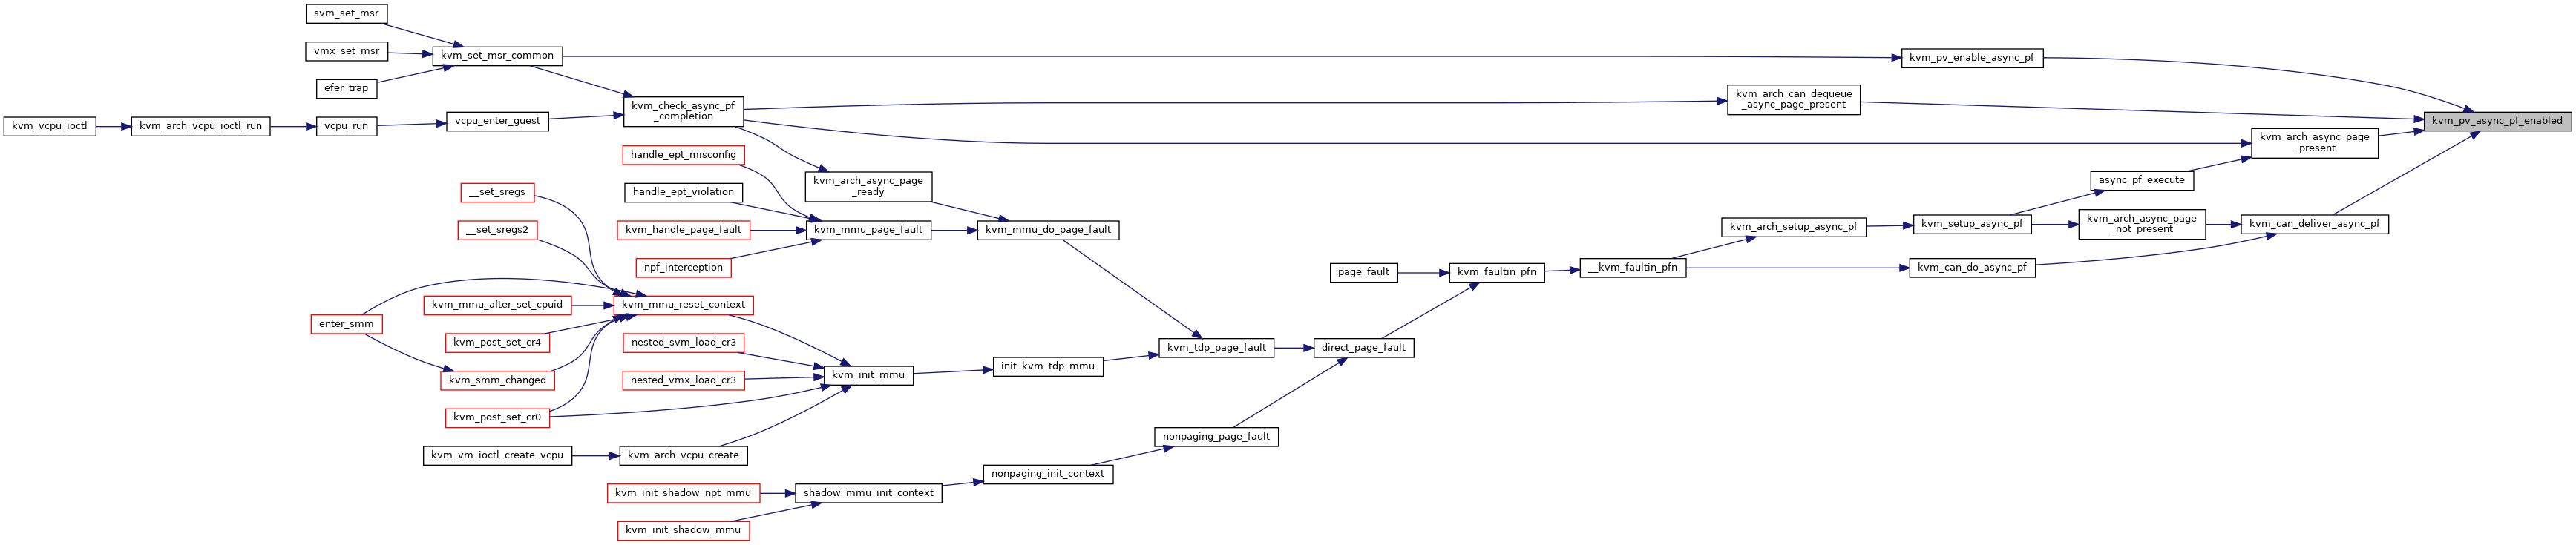 svm_set_msr
vmx_set_msr
kvm_set_msr_common
kvm_pv_enable_async_pf
efer_trap
kvm_arch_can_dequeue
_async_page_present
kvm_check_async_pf
_completion
kvm_vcpu_ioctl
kvm_arch_vcpu_ioctl_run
vcpu_run
vcpu_enter_guest
kvm_pv_async_pf_enabled
kvm_arch_async_page
_present
handle_ept_misconfig
kvm_arch_async_page
_ready
async_pf_execute
__set_sregs
handle_ept_violation
__set_sregs2
kvm_handle_page_fault
kvm_mmu_page_fault
kvm_mmu_do_page_fault
kvm_arch_setup_async_pf
kvm_setup_async_pf
kvm_arch_async_page
_not_present
kvm_can_deliver_async_pf
npf_interception
page_fault
kvm_faultin_pfn
__kvm_faultin_pfn
kvm_can_do_async_pf
kvm_mmu_after_set_cpuid
kvm_mmu_reset_context
enter_smm
kvm_post_set_cr4
nested_svm_load_cr3
kvm_tdp_page_fault
direct_page_fault
kvm_smm_changed
nested_vmx_load_cr3
kvm_init_mmu
init_kvm_tdp_mmu
kvm_post_set_cr0
nonpaging_page_fault
kvm_vm_ioctl_create_vcpu
kvm_arch_vcpu_create
nonpaging_init_context
kvm_init_shadow_npt_mmu
shadow_mmu_init_context
kvm_init_shadow_mmu